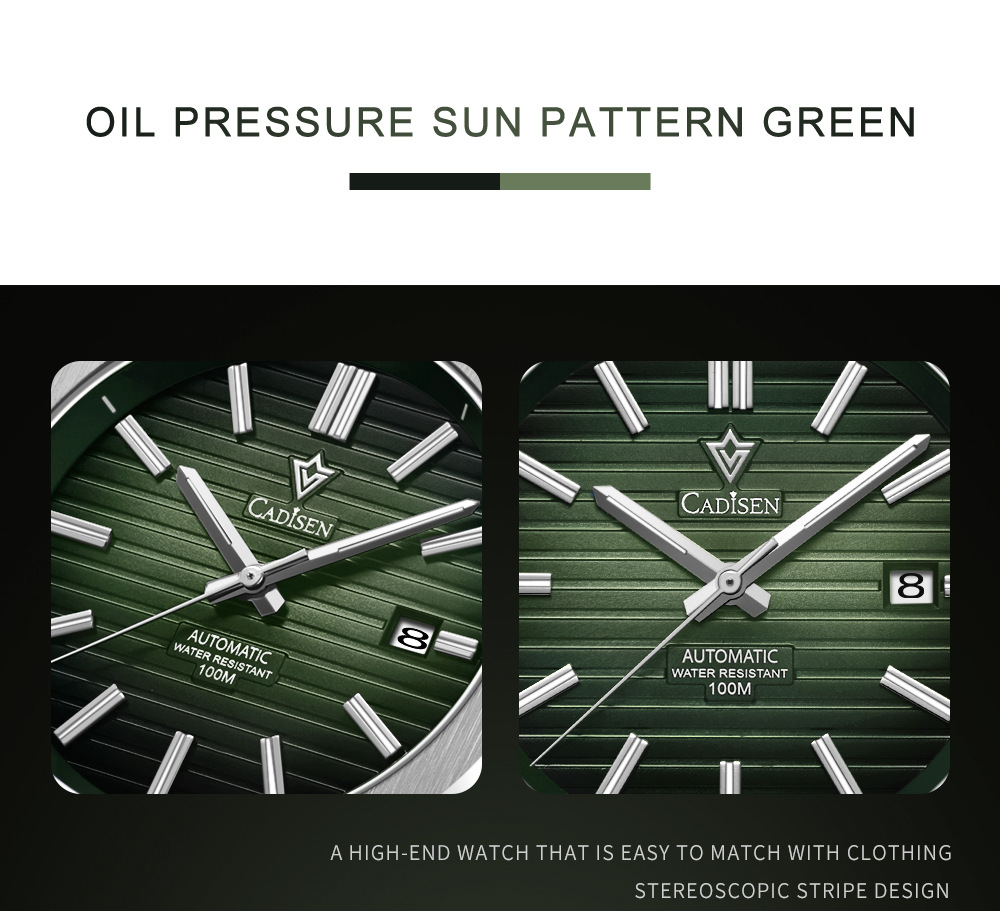 OIL PRESSURE SUN PATTERN GREEN
CADISEN
8
AUTOMATIC
WATER RESISTANT
100M
CADISEN
8
AUTOMATIC
WATER RESISTANT
100M
A HIGH-END WATCH THAT IS EASY TO MATCH WITH CLOTHING
STEREOSCOPIC STRIPE DESIGN